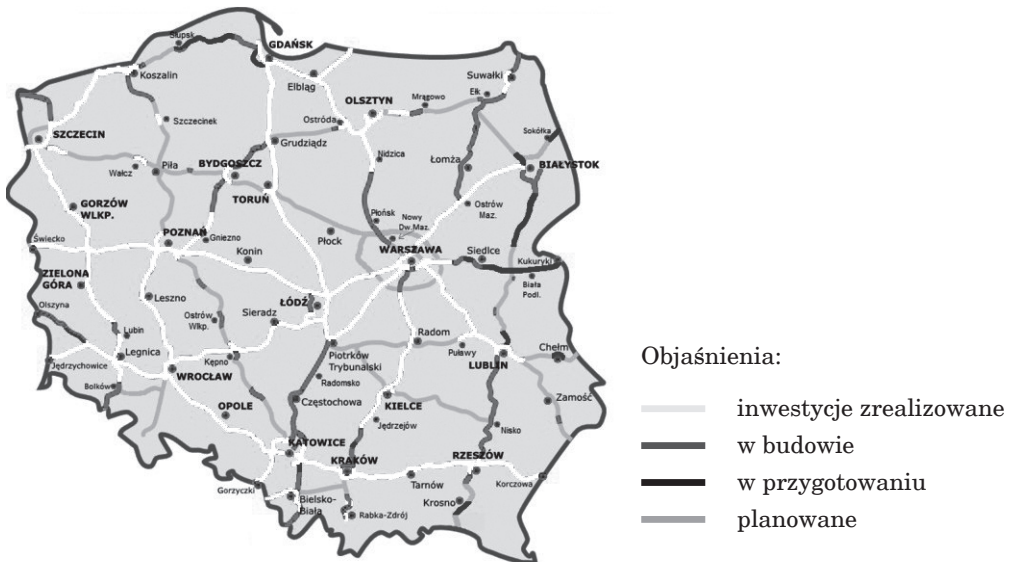 Słupsk
GDAŃSK
Koszalin
Elbląg
Suwałki
Ełk
OLSZTYN
Mrągowo
Szczecinek
Ostróda
Sokółka
SZCZECIN
Grudziądz
Nidzica
Łomża
BIAŁYSTOK
Wałcz
Piła
BYDGOSZCZ
TORUŃ
Ostrów
Maz.
GORZÓW
WLKP.
Płońsk
Nowy
Dw.Maz.
POZNAŃ
Gniezno
Płock
Świecko
Konin
WARSZAWA
Siedlce
Kukuryki
ZIELONA
GÓRA
Biała
Podl.
Leszno
ŁÓDŹ
Olszyna
Ostrów
Wlkp.
Sieradz
Lubin
Radom
Legnica
Piotrków
Trybunalski
Puławy
Chełm
Jędrzychowice
Kępno
LUBLIN
WROCŁAW
Radomsko
Bolków
Zamość
Częstochowa
KIELCE
OPOLE
Jędrzejów
Nisko
KATOWICE
KRAKÓW
RZESZÓW
Gorzyczki
Tarnów
Korczowa
Bielsko-
Biała
Krosno
Rabka-Zdrój
Objaśnienia:
inwestycje zrealizowane
w budowie
w przygotowaniu
planowane